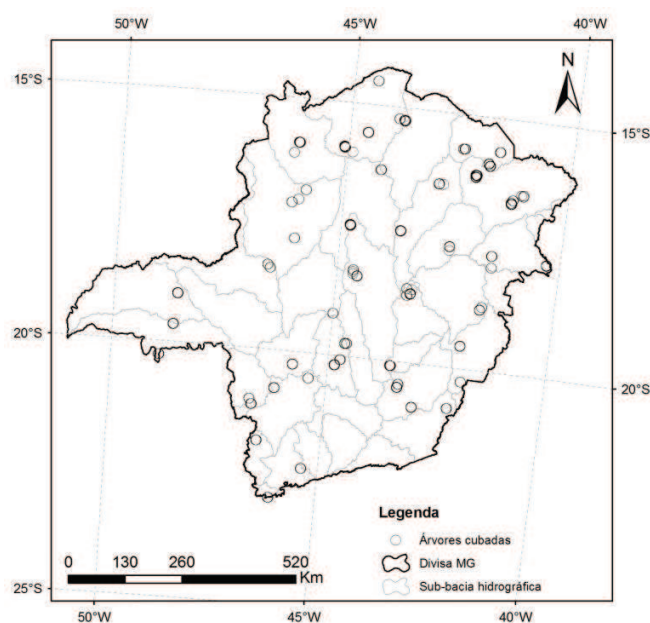 50°W 45°W 40°W
N
15°S
15°S
20°S
20°S
Legenda
Árvores cubadas
Divisa MG
Sub-bacia hidrográfica
0 130 260 520
Km
25°S
50°W 45°W 40°W